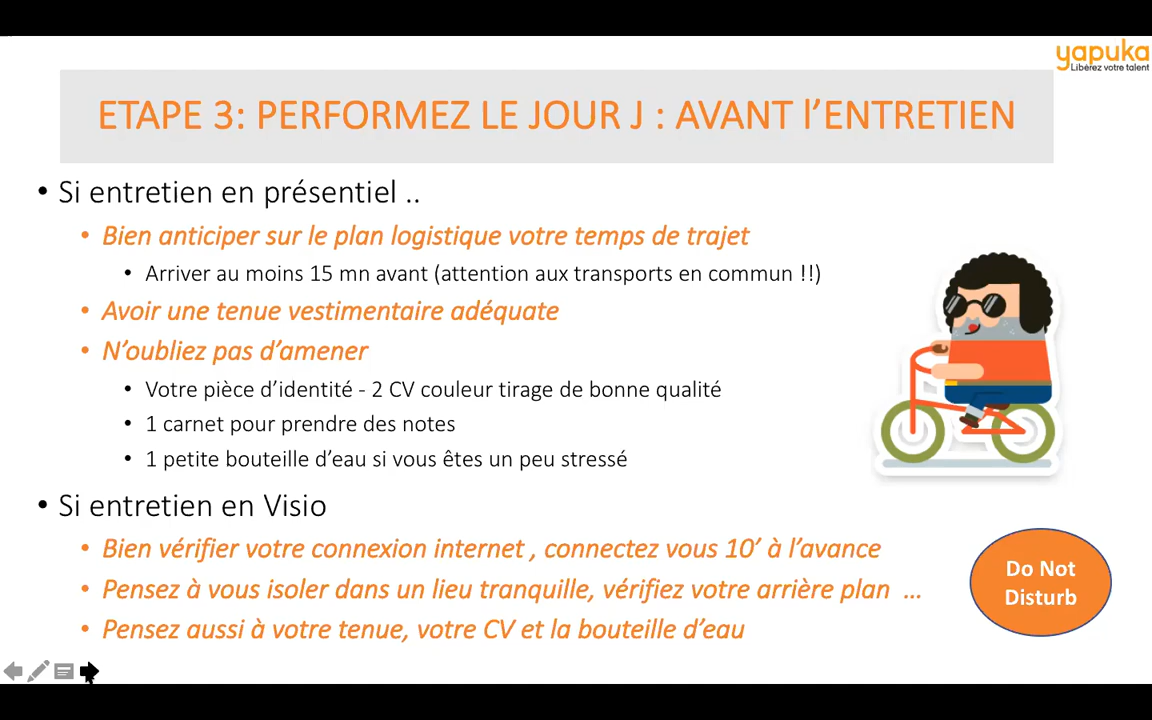 yapuka
Libérez votre talent
ETAPE 3: PERFORMEZ LE JOUR J : AVANT l’ENTRETIEN
• Si entretien en présentiel ..
• Bien anticiper sur le plan logistique votre temps de trajet
• Arriver au moins 15 mn avant (attention aux transports en commun !!)
• Avoir une tenue vestimentaire adéquate
• N’oubliez pas d’amener
• Votre pièce d’identité - 2 CV couleur tirage de bonne qualité
• 1 carnet pour prendre des notes
• 1 petite bouteille d’eau si vous êtes un peu stressé
• Si entretien en Visio
• Bien vérifier votre connexion internet , connectez vous 10’ à l’avance
• Pensez à vous isoler dans un lieu tranquille, vérifiez votre arrière plan ...
• Pensez aussi à votre tenue, votre CV et la bouteille d’eau
Do Not
Disturb